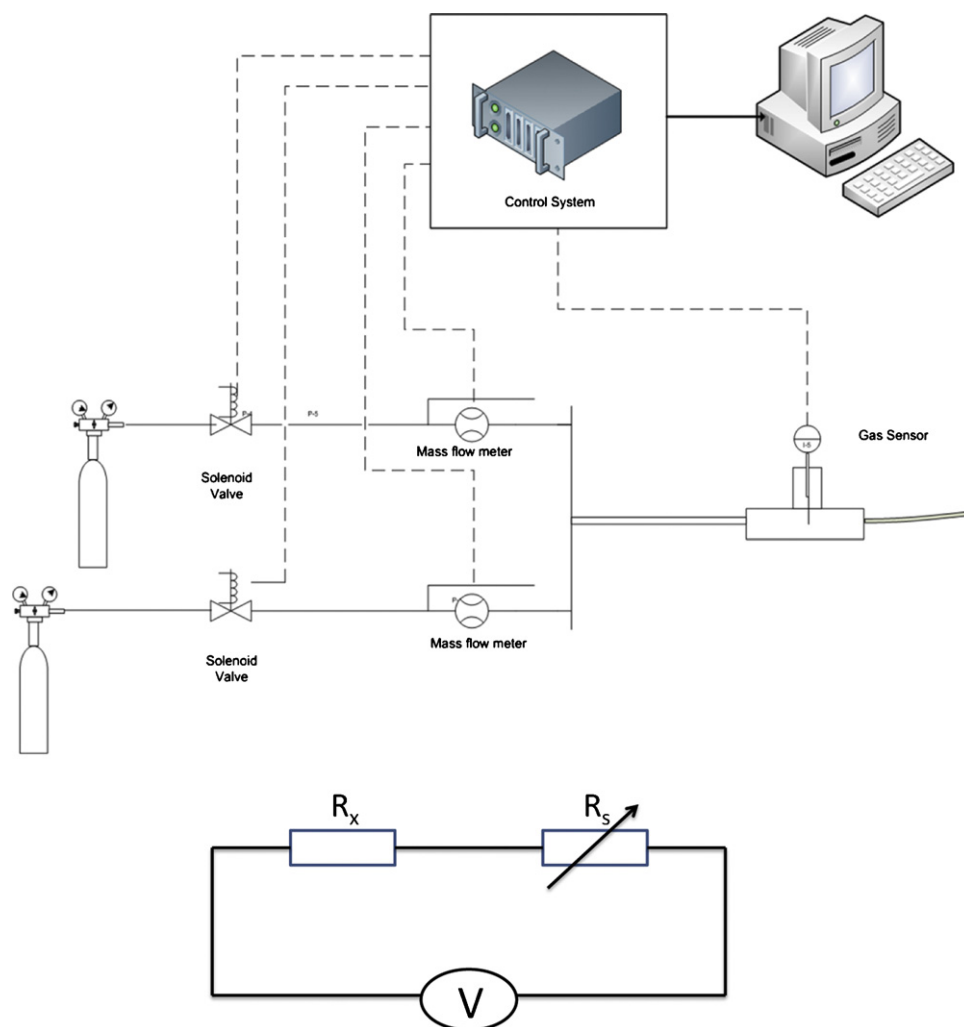 Control System
P-4
P-5
Mass flow meter
Gas Sensor
I-5
Solenoid
Valve
P-
Mass flow meter
Solenoid
Valve
Rx
Rs
V